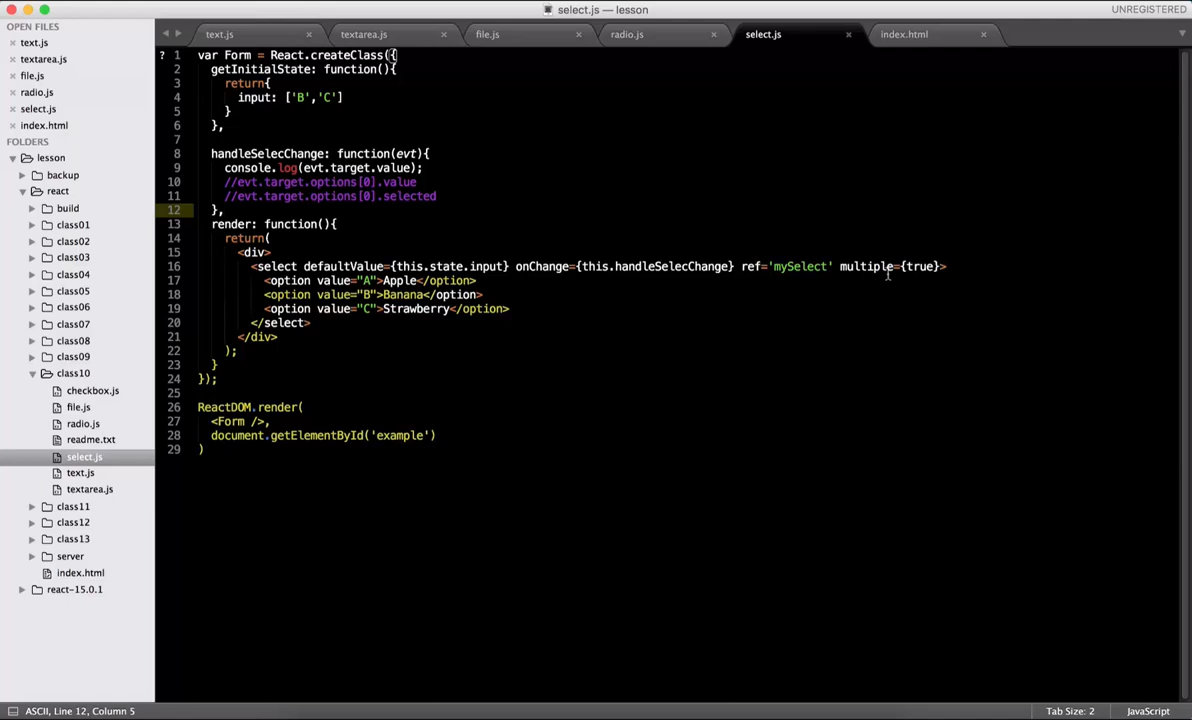 select.js — lesson
UNREGISTERED
OPEN FILES
text.js
textarea.js
file.js
radio.js
select.js
index.html
FOLDERS
lesson
backup
react
build
class01
class02
class03
class04
class05
class06
class07
class08
class09
class10
checkbox.js
file.js
radio.js
readme.txt
select.js
text.js
textarea.js
class11
class12
class13
server
index.html
react-15.0.1
text.js
textarea.js
file.js
radio.js
select.js
index.html
? 1 var Form = React.createClass({
2 getInitialState: function(){
3 return{
4 input: ['B','C']
5 }
6 },
7
8 handleSelecChange: function(evt){
9 console.log(evt.target.value);
10 //evt.target.options[0].value
11 //evt.target.options[0].selected
12 },
13 render: function(){
14 return(
15 <div>
16 <select defaultValue={this.state.input} onChange={this.handleSelecChange} ref='mySelect' multiple={true}>
17 <option value="A">Apple</option>
18 <option value="B">Banana</option>
19 <option value="C">Strawberry</option>
20 </select>
21 </div>
22 );
23 }
24 });
25
26 ReactDOM.render(
27 <Form />,
28 document.getElementById('example')
29 )
ASCII, Line 12, Column 5
Tab Size: 2
JavaScript